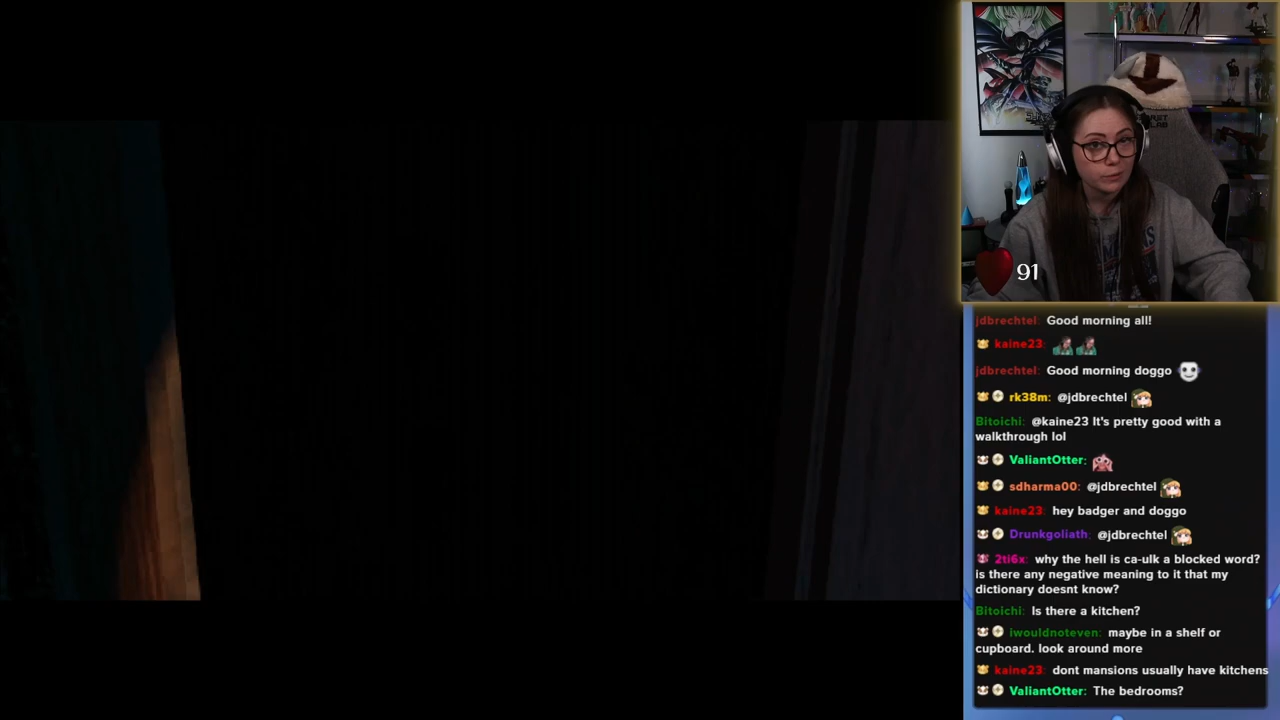 91
jdbrechtel: Good morning all!
kaine23:
jdbrechtel: Good morning doggo
rk38m: @jdbrechtel
Bitoichi: @kaine23 It's pretty good with a
walkthrough lol
ValiantOtter:
sdharma00: @jdbrechtel
kaine23: hey badger and doggo
Drunkgoliath: @jdbrechtel
2ti6x: why the hell is ca-ulk a blocked word?
is there any negative meaning to it that my
dictionary doesnt know?
Bitoichi: Is there a kitchen?
iwouldnoteven: maybe in a shelf or
cupboard. look around more
kaine23: dont mansions usually have kitchens
ValiantOtter: The bedrooms?